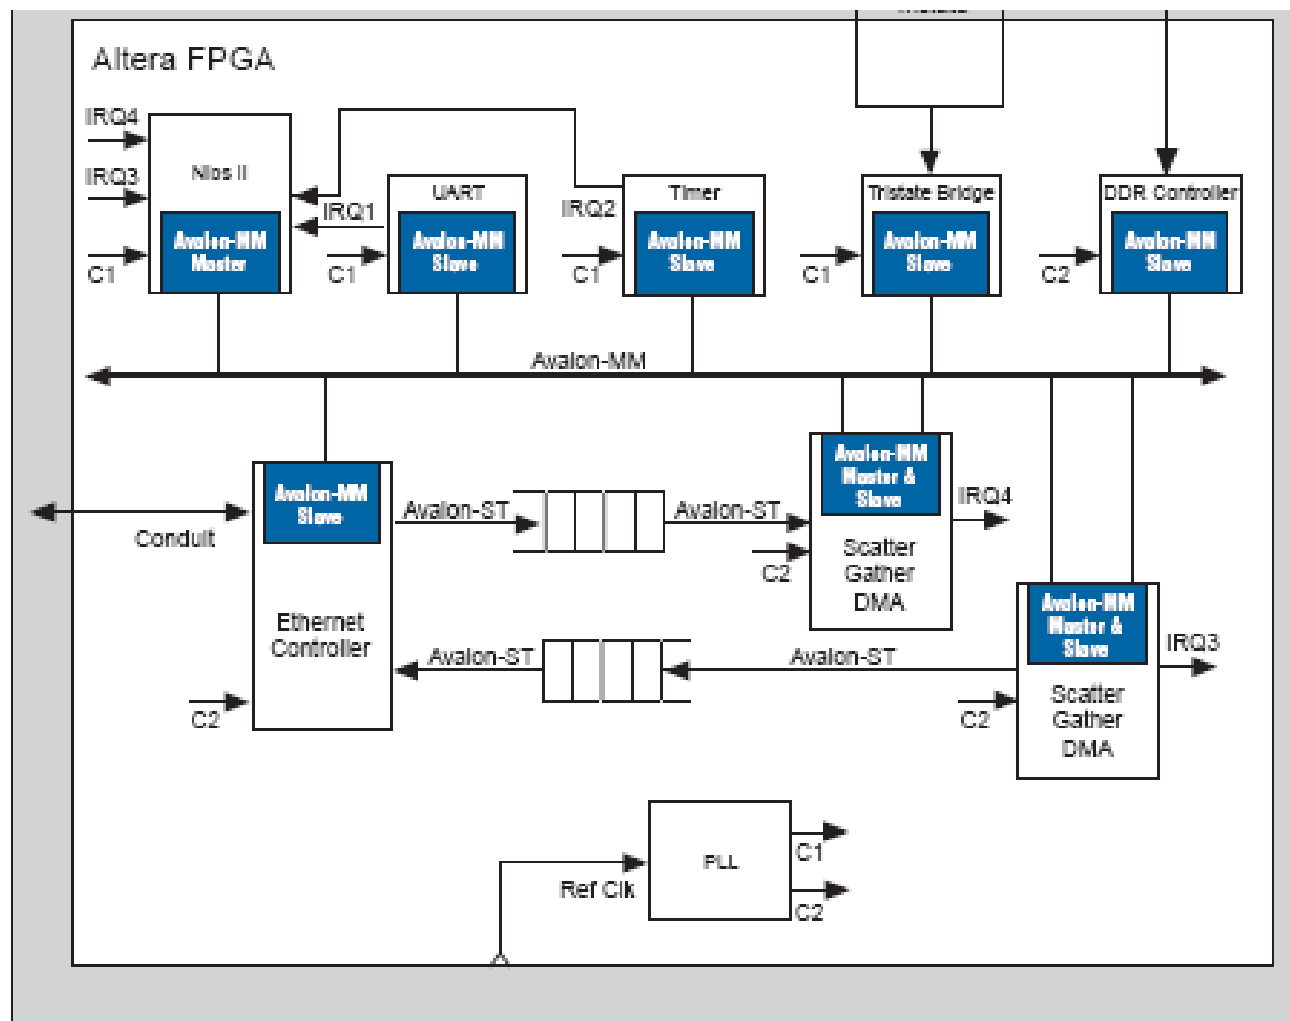 Altera FPGA
IRQ4
Nios II
IRQ3
UART
Timer
Tristate Bridge
DDR Controller
IRQ1
IRQ2
Avalon-MM
Master
Avalon-MM
Slave
Avalon-MM
Slave
Avalon-MM
Slave
Avalon-MM
Slave
C1
C1
C1
C1
C2
Avalon-MM
Avalon-MM
Master &
Slave
Avalon-MM
Slave
Avalon-ST
Avalon-ST
IRQ4
Conduit
Scatter
Gather
DMA
C2
Avalon-MM
Master &
Slave
Ethernet
Controller
Avalon-ST
Avalon-ST
IRQ3
C2
C2
Scatter
Gather
DMA
PLL
C1
Ref Clk
C2